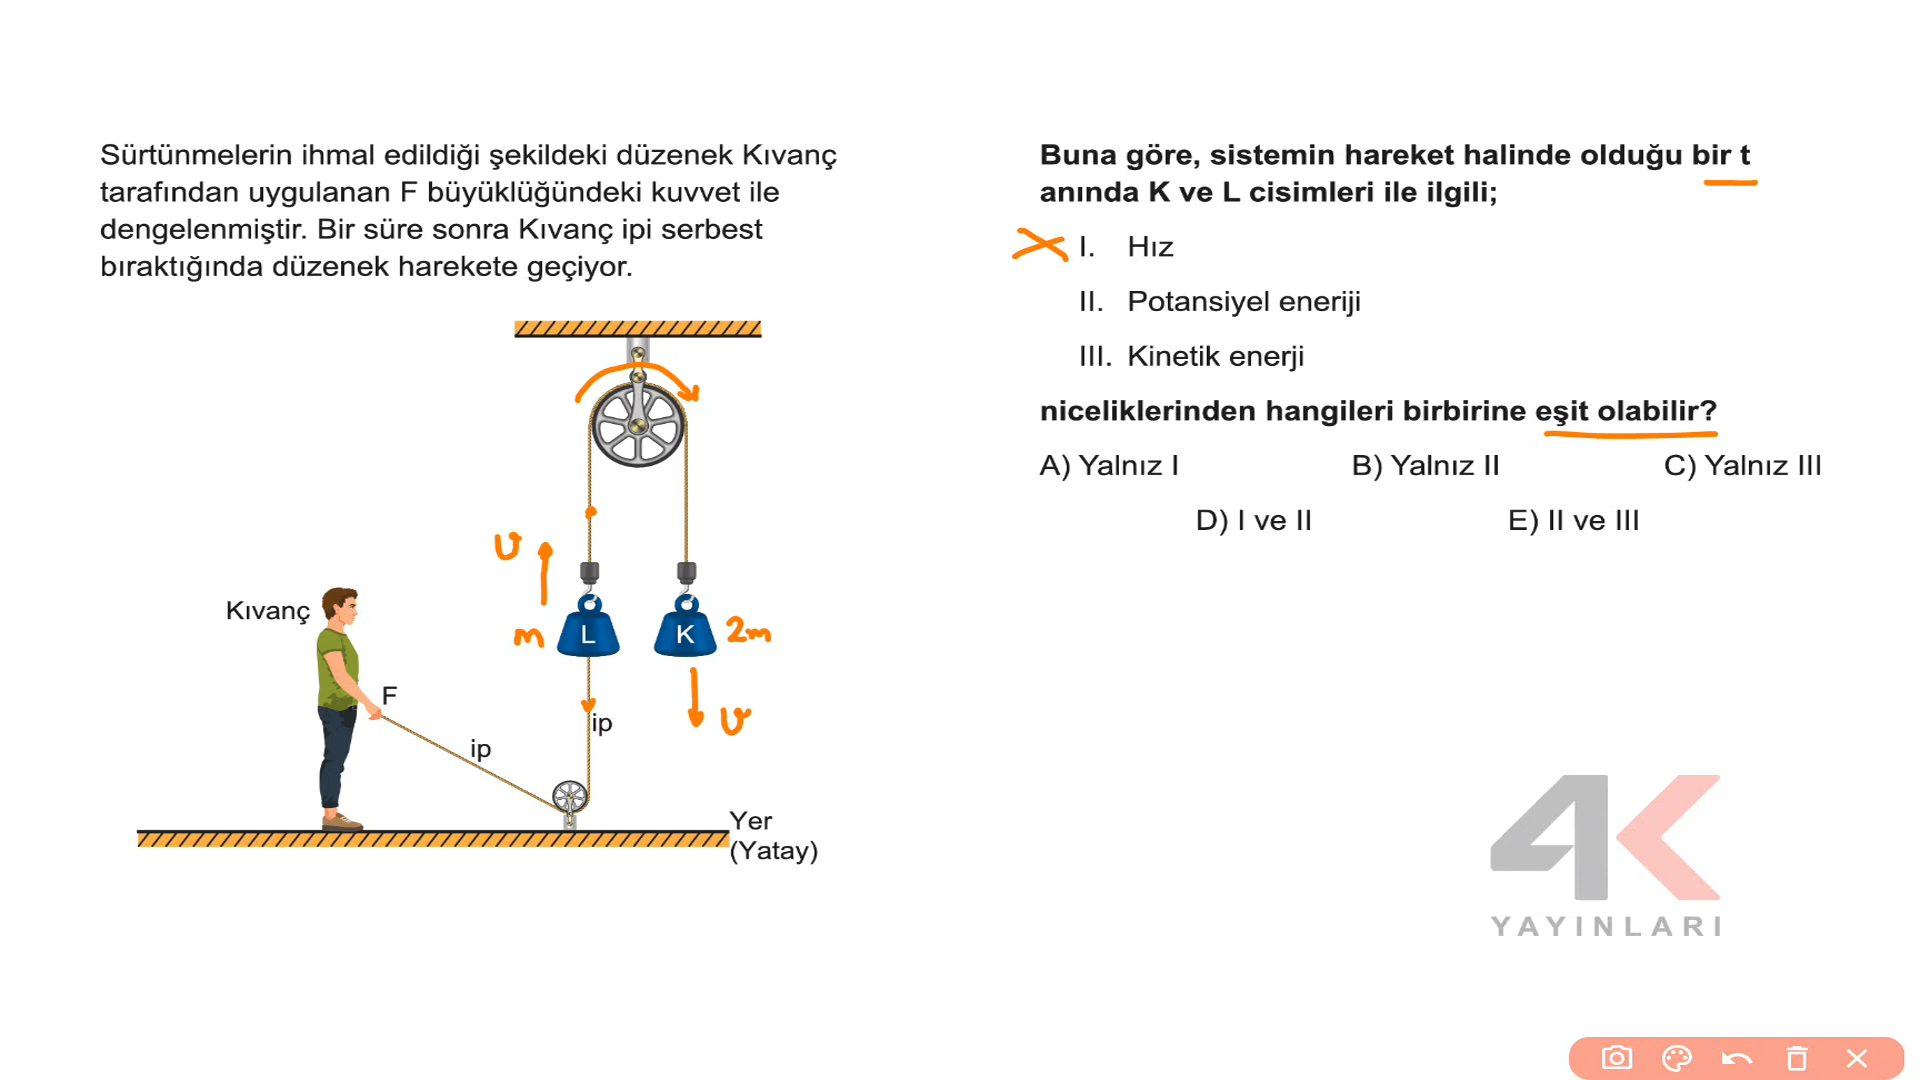 Sürtünmelerin ihmal edildiği şekildeki düzenek Kıvanç
tarafından uygulanan F büyüklüğündeki kuvvet ile
dengelenmiştir. Bir süre sonra Kıvanç ipi serbest
bıraktığında düzenek harekete geçiyor.
υ
m
L
K
2m
Kıvanç
F
ip
ip
υ
Yer
(Yatay)
Buna göre, sistemin hareket halinde olduğu bir t
anında K ve L cisimleri ile ilgili;
I. Hız
II. Potansiyel eneriji
III. Kinetik enerji
niceliklerinden hangileri birbirine eşit olabilir?
A) Yalnız I B) Yalnız II C) Yalnız III
D) I ve II E) II ve III
4K
YAYINLARI